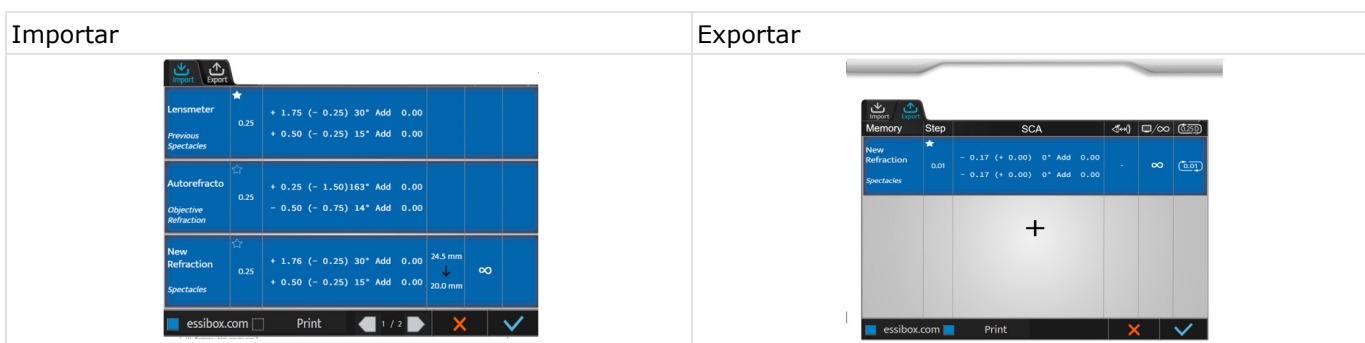 Importar
Exportar
Import Export
Lensmeter
Previous
Spectacles
0.25
+ 1.75 (- 0.25) 30° Add 0.00
+ 0.50 (- 0.25) 15° Add 0.00
Autorefracto
Objective
Refraction
0.25
+ 0.25 (- 1.50)163° Add 0.00
- 0.50 (- 0.75) 14° Add 0.00
New
Refraction
Spectacles
0.25
+ 1.76 (- 0.25) 30° Add 0.00
+ 0.50 (- 0.25) 15° Add 0.00
24.5 mm
↓
20.0 mm
∞
essibox.com Print 1 / 2
Import Export
Memory Step SCA /∞ 0.25D
New
Refraction
Spectacles
0.01
- 0.17 (+ 0.00) 0° Add 0.00
- 0.17 (+ 0.00) 0° Add 0.00
-
∞
0.01
+
essibox.com Print